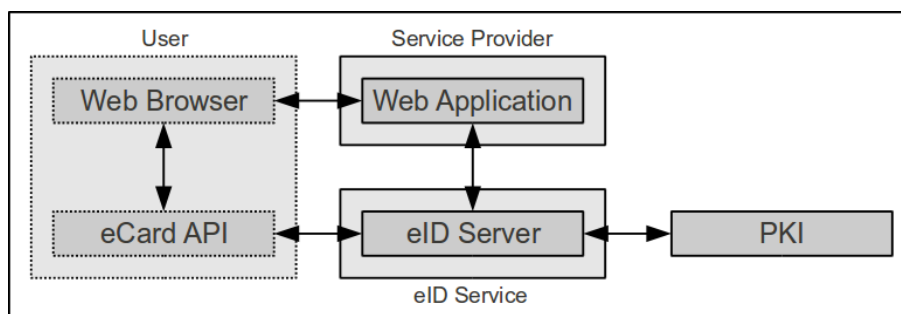 User
Service Provider
Web Browser
Web Application
eCard API
eID Server
PKI
eID Service